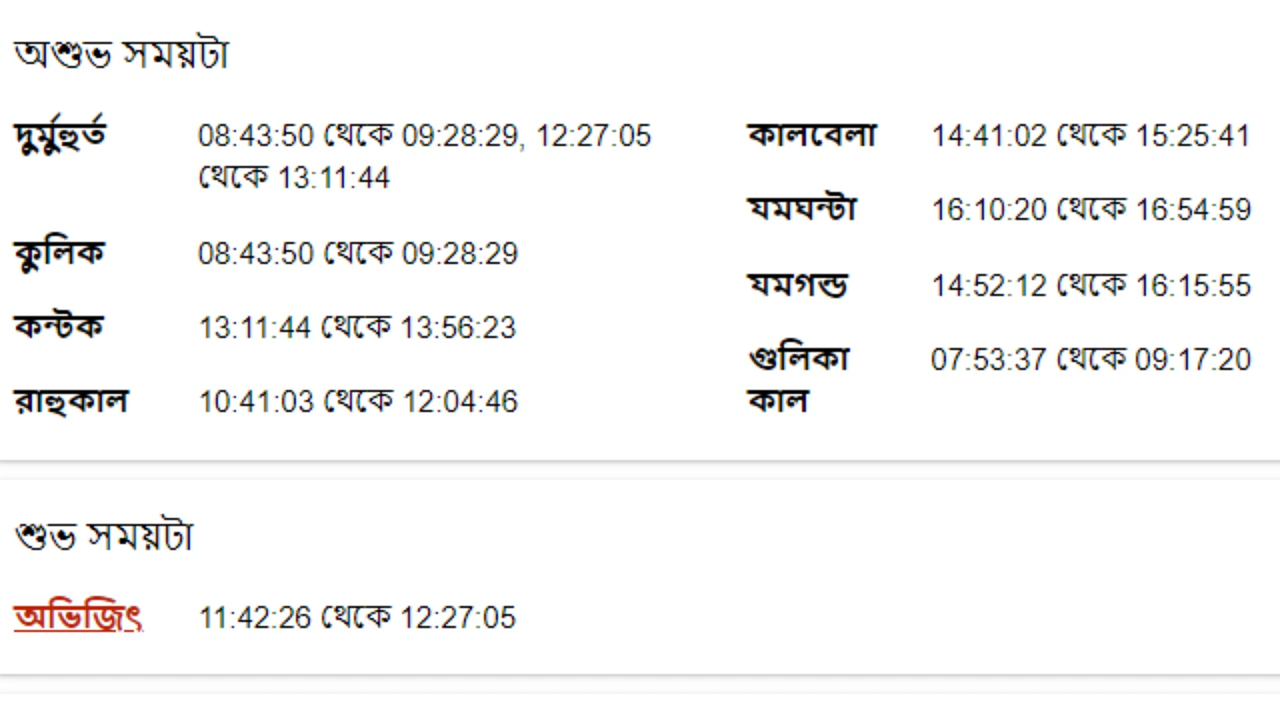 অশুভ সময়টা
দুর্মুহুর্ত 08:43:50 থেকে 09:28:29, 12:27:05
থেকে 13:11:44
কুলিক 08:43:50 থেকে 09:28:29
কন্টক 13:11:44 থেকে 13:56:23
রাহুকাল 10:41:03 থেকে 12:04:46
কালবেলা 14:41:02 থেকে 15:25:41
যমঘন্টা 16:10:20 থেকে 16:54:59
যমগন্ড 14:52:12 থেকে 16:15:55
গুলিকা 07:53:37 থেকে 09:17:20
কাল
শুভ সময়টা
অভিজিৎ 11:42:26 থেকে 12:27:05